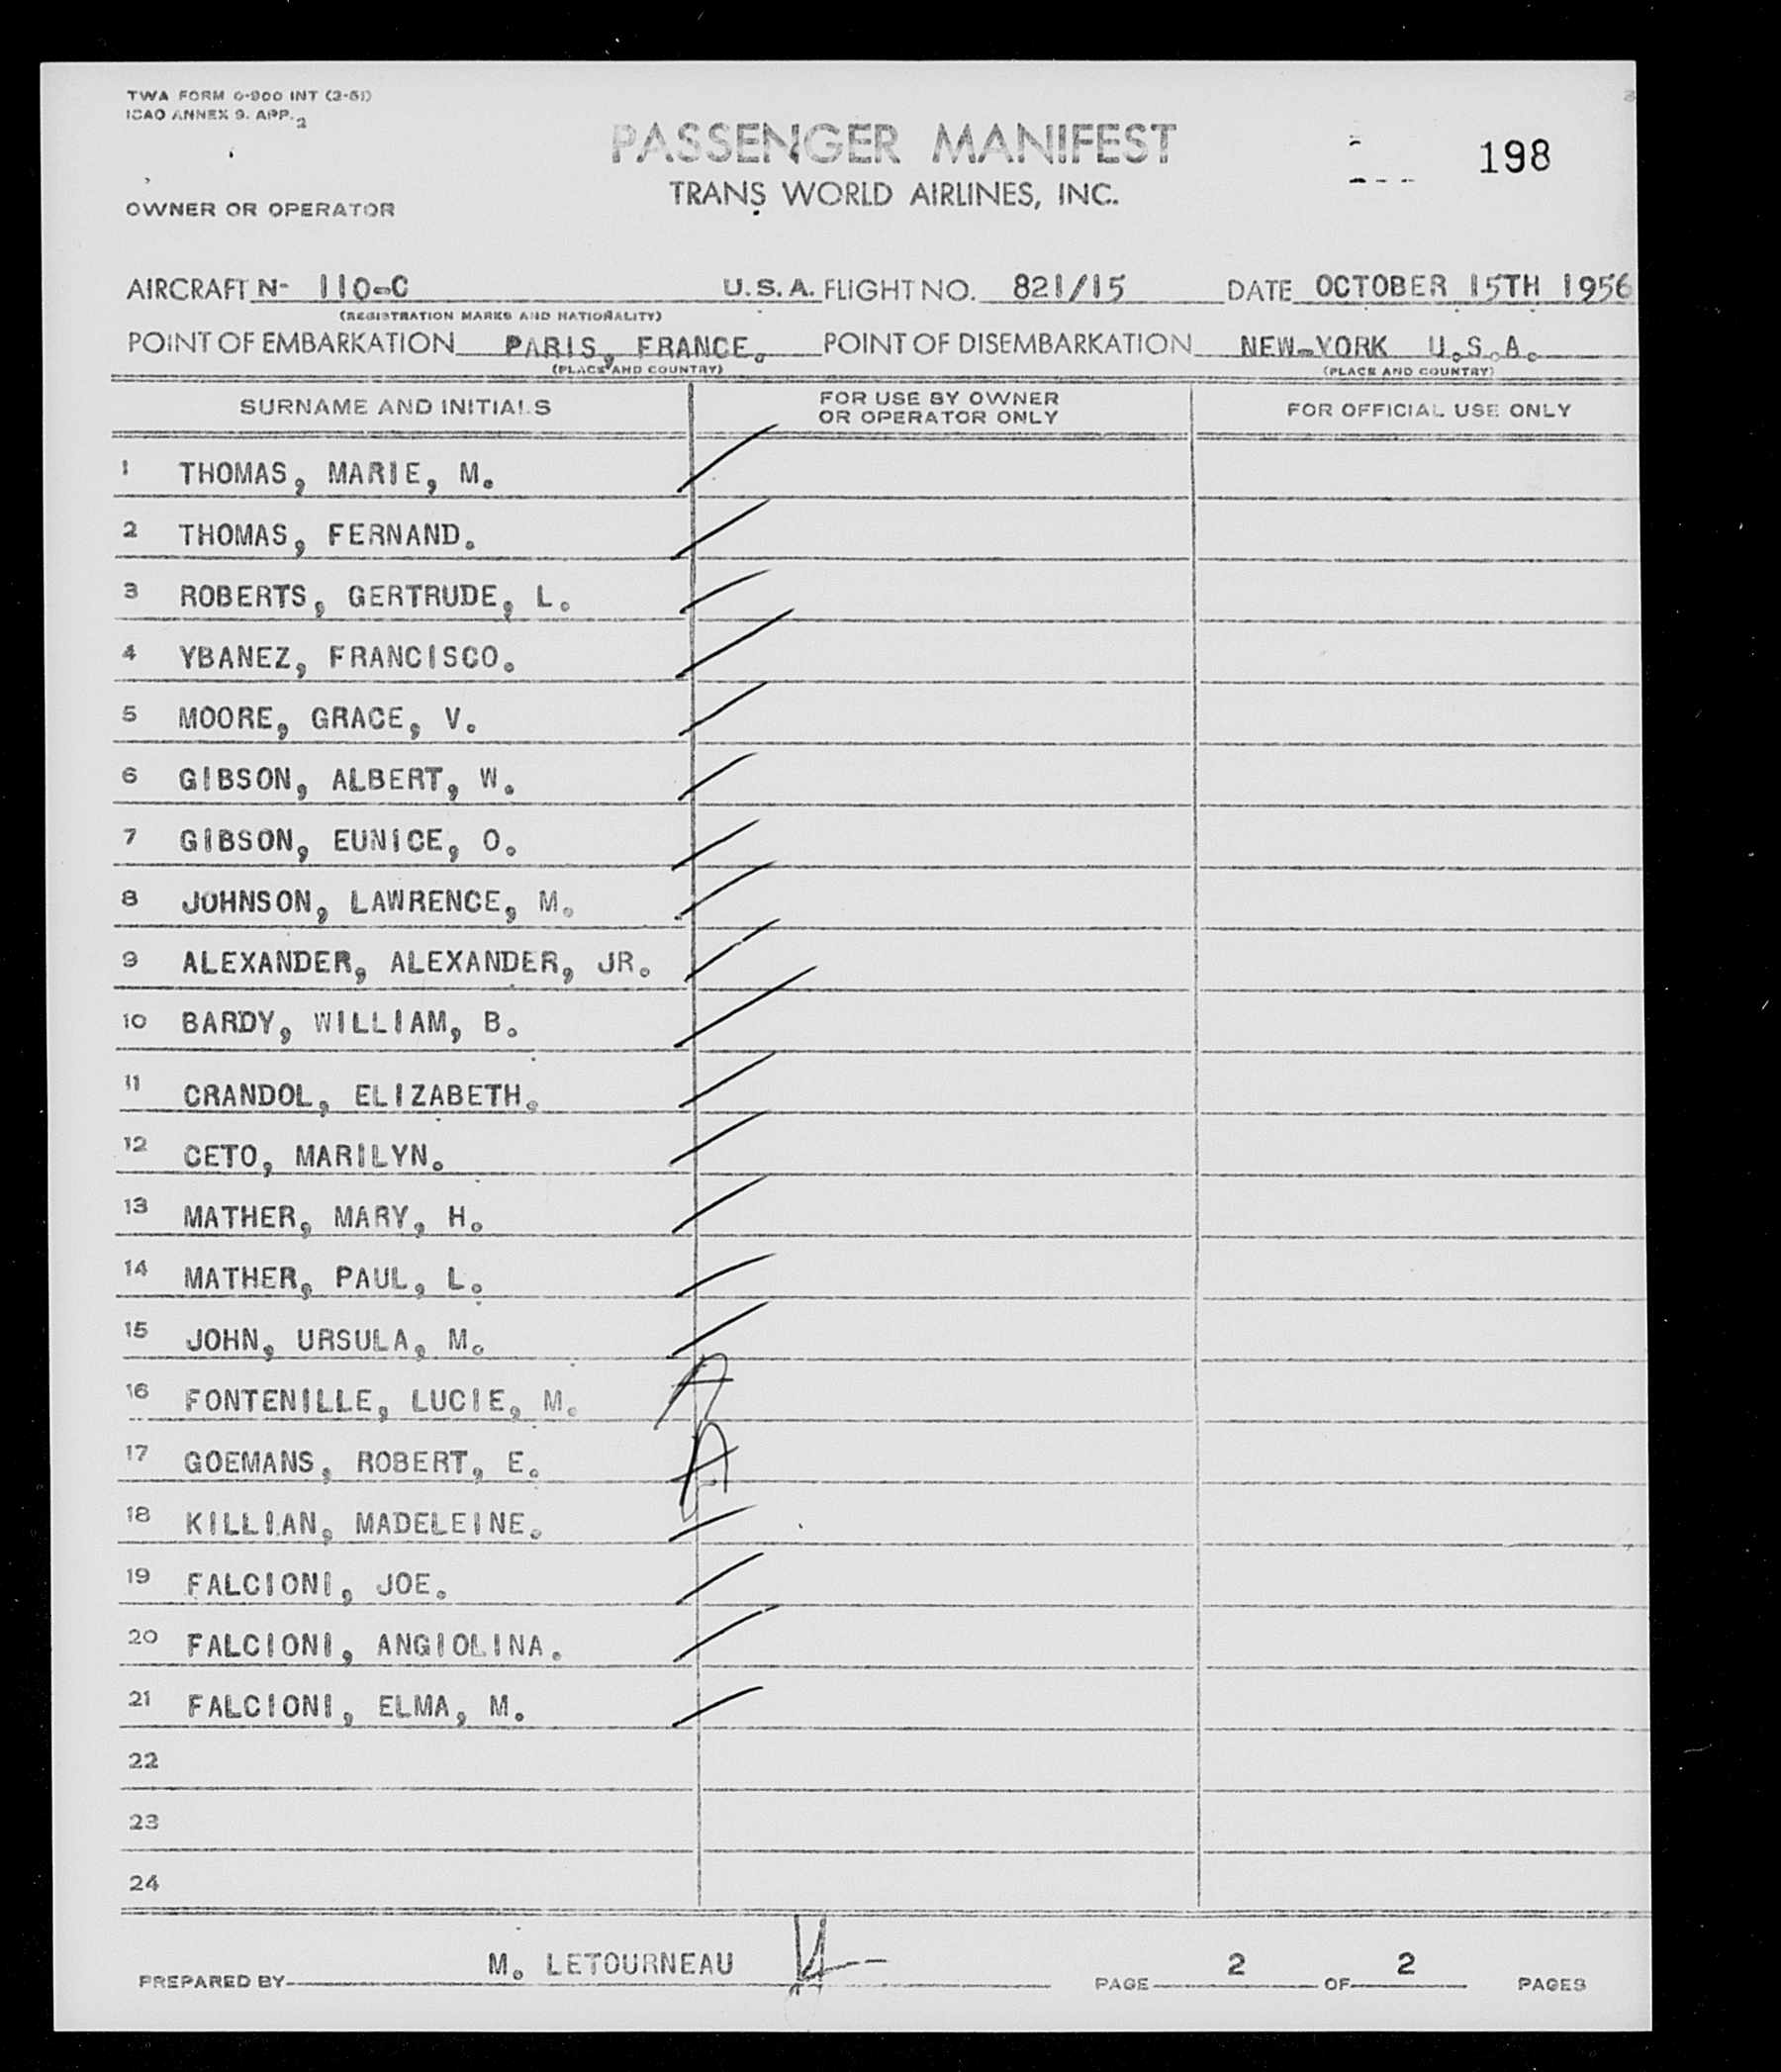 TWA FORM O-900 INT (2-51)
ICAO ANNEX 9. APP. 2
PASSENGER MANIFEST
198
TRANS WORLD AIRLINES, INC.
OWNER OR OPERATOR
AIRCRAFT N- 110-C U.S.A. FLIGHT NO. 821/15 DATE OCTOBER 15TH 1956
(REGISTRATION MARKS AND NATIONALITY)
POINT OF EMBARKATION PARIS, FRANCE. POINT OF DISEMBARKATION NEW-YORK U.S.A.
(PLACE AND COUNTRY) (PLACE AND COUNTRY)
SURNAME AND INITIALS FOR USE BY OWNER OR OPERATOR ONLY FOR OFFICIAL USE ONLY
1 THOMAS, MARIE, M.
2 THOMAS, FERNAND.
3 ROBERTS, GERTRUDE, L.
4 YBANEZ, FRANCISCO.
5 MOORE, GRACE, V.
6 GIBSON, ALBERT, W.
7 GIBSON, EUNICE, O.
8 JOHNSON, LAWRENCE, M.
9 ALEXANDER, ALEXANDER, JR.
10 BARDY, WILLIAM, B.
11 CRANDOL, ELIZABETH.
12 CETO, MARILYN.
13 MATHER, MARY, H.
14 MATHER, PAUL, L.
15 JOHN, URSULA, M.
16 FONTENILLE, LUCIE, M.
17 GOEMANS, ROBERT, E.
18 KILLIAN, MADELEINE.
19 FALCIONI, JOE.
20 FALCIONI, ANGIOLINA.
21 FALCIONI, ELMA, M.
22
23
24
PREPARED BY M. LETOURNEAU PAGE 2 OF 2 PAGES